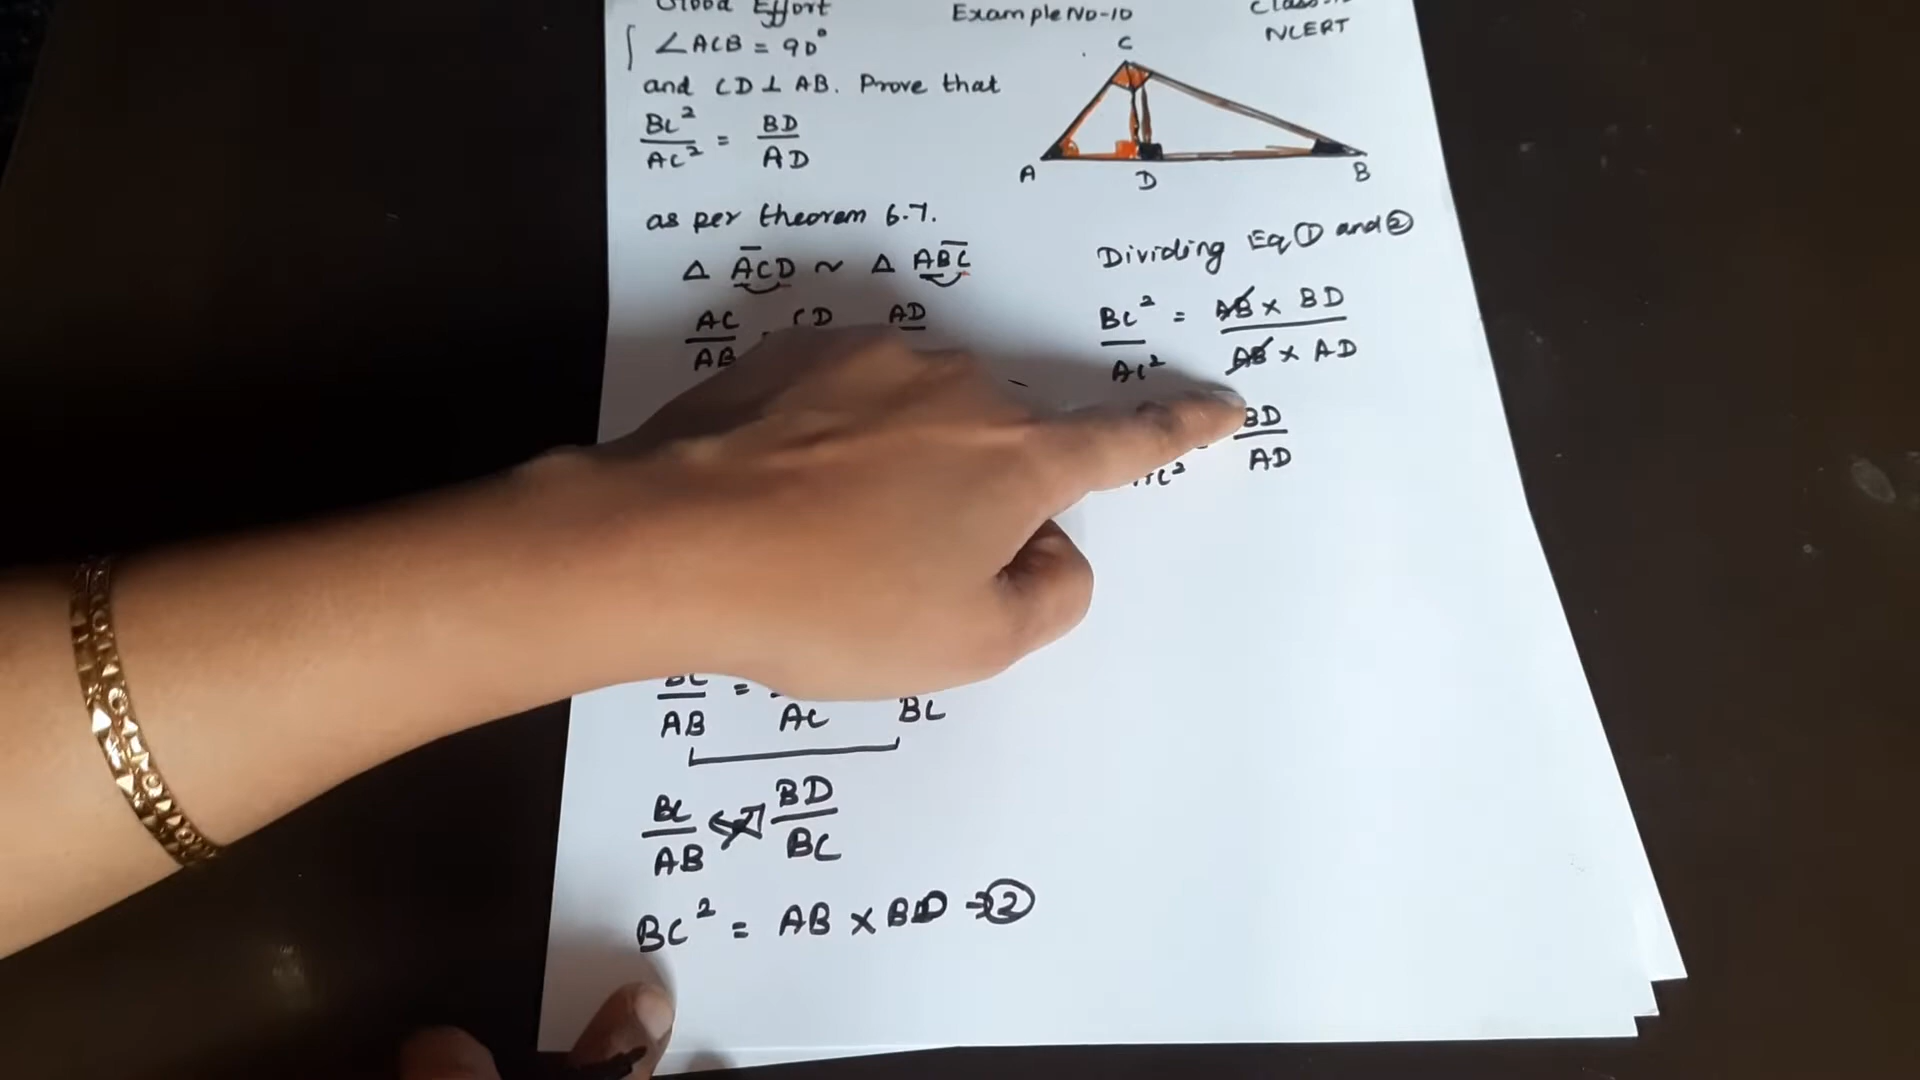 Good Effort
Example No-10
NCERT
∠ACB = 90°
and CD ⊥ AB. Prove that
BC² / AC² = BD / AD
C
A
D
B
as per theorem 6.7.
△ ACD ~ △ ABC
AC / AB = CD AD
Dividing Eq ① and ②
BC² / AC² = AB × BD / AB × AD
BD / AD
BC / AB = AC BC
BC / AB BD / BC
BC² = AB × BD → ②